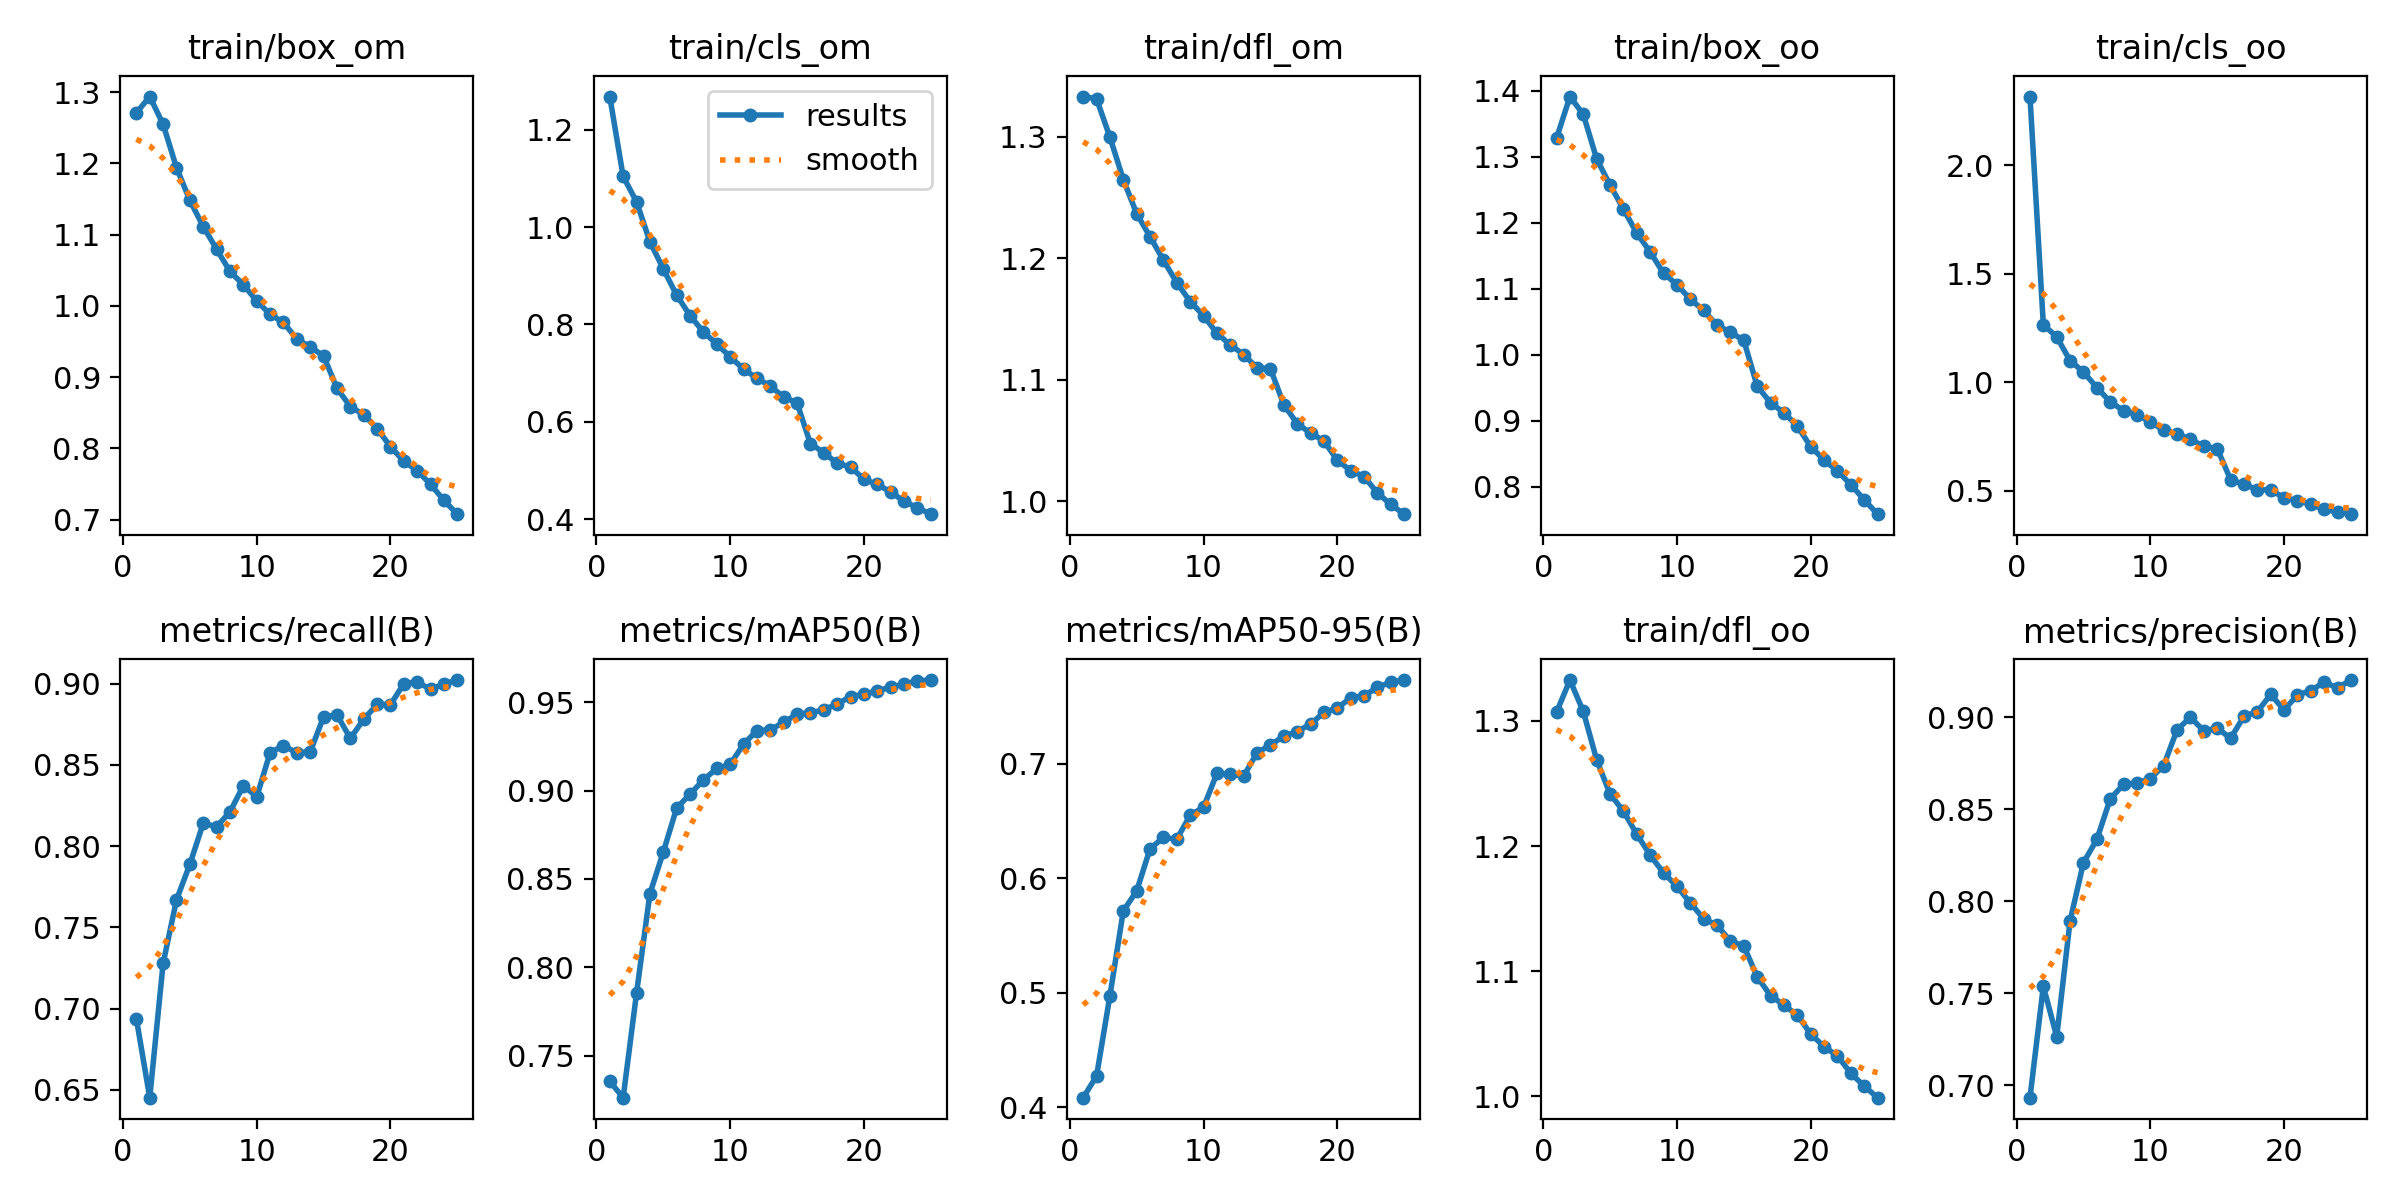 train/box_om
1.3
1.2
1.1
1.0
0.9
0.8
0.7
0 10 20
train/cls_om
results
smooth
1.2
1.0
0.8
0.6
0.4
0 10 20
train/dfl_om
1.3
1.2
1.1
1.0
0 10 20
train/box_oo
1.4
1.3
1.2
1.1
1.0
0.9
0.8
0 10 20
train/cls_oo
2.0
1.5
1.0
0.5
0 10 20
metrics/recall(B)
0.90
0.85
0.80
0.75
0.70
0.65
0 10 20
metrics/mAP50(B)
0.95
0.90
0.85
0.80
0.75
0 10 20
metrics/mAP50-95(B)
0.7
0.6
0.5
0.4
0 10 20
train/dfl_oo
1.3
1.2
1.1
1.0
0 10 20
metrics/precision(B)
0.90
0.85
0.80
0.75
0.70
0 10 20